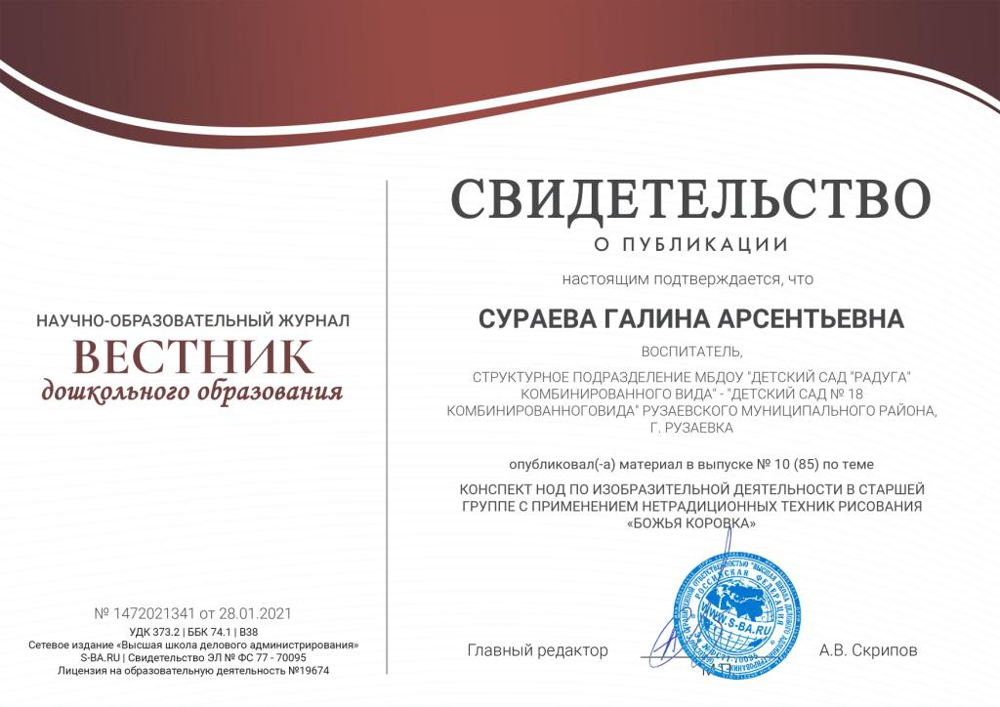 СВИДЕТЕЛЬСТВО
О ПУБЛИКАЦИИ
настоящим подтверждается, что
СУРАЕВА ГАЛИНА АРСЕНТЬЕВНА
ВОСПИТАТЕЛЬ,
СТРУКТУРНОЕ ПОДРАЗДЕЛЕНИЕ МБДОУ "ДЕТСКИЙ САД "РАДУГА"
КОМБИНИРОВАННОГО ВИДА" - "ДЕТСКИЙ САД № 18
КОМБИНИРОВАННОГОВИДА" РУЗАЕВСКОГО МУНИЦИПАЛЬНОГО РАЙОНА,
Г. РУЗАЕВКА
опубликовал(-а) материал в выпуске № 10 (85) по теме
КОНСПЕКТ НОД ПО ИЗОБРАЗИТЕЛЬНОЙ ДЕЯТЕЛЬНОСТИ В СТАРШЕЙ
ГРУППЕ С ПРИМЕНЕНИЕМ НЕТРАДИЦИОННЫХ ТЕХНИК РИСОВАНИЯ
«БОЖЬЯ КОРОВКА»
НАУЧНО-ОБРАЗОВАТЕЛЬНЫЙ ЖУРНАЛ
ВЕСТНИК
дошкольного образования
№ 1472021341 от 28.01.2021
УДК 373.2 | ББК 74.1 | В38
Сетевое издание «Высшая школа делового администрирования»
S-BA.RU | Свидетельство ЭЛ № ФС 77 - 70095
Лицензия на образовательную деятельность №19674
Главный редактор
А.В. Скрипов
РОССИЙСКАЯ ФЕДЕРАЦИЯ
WWW.S-BA.RU
М.П.